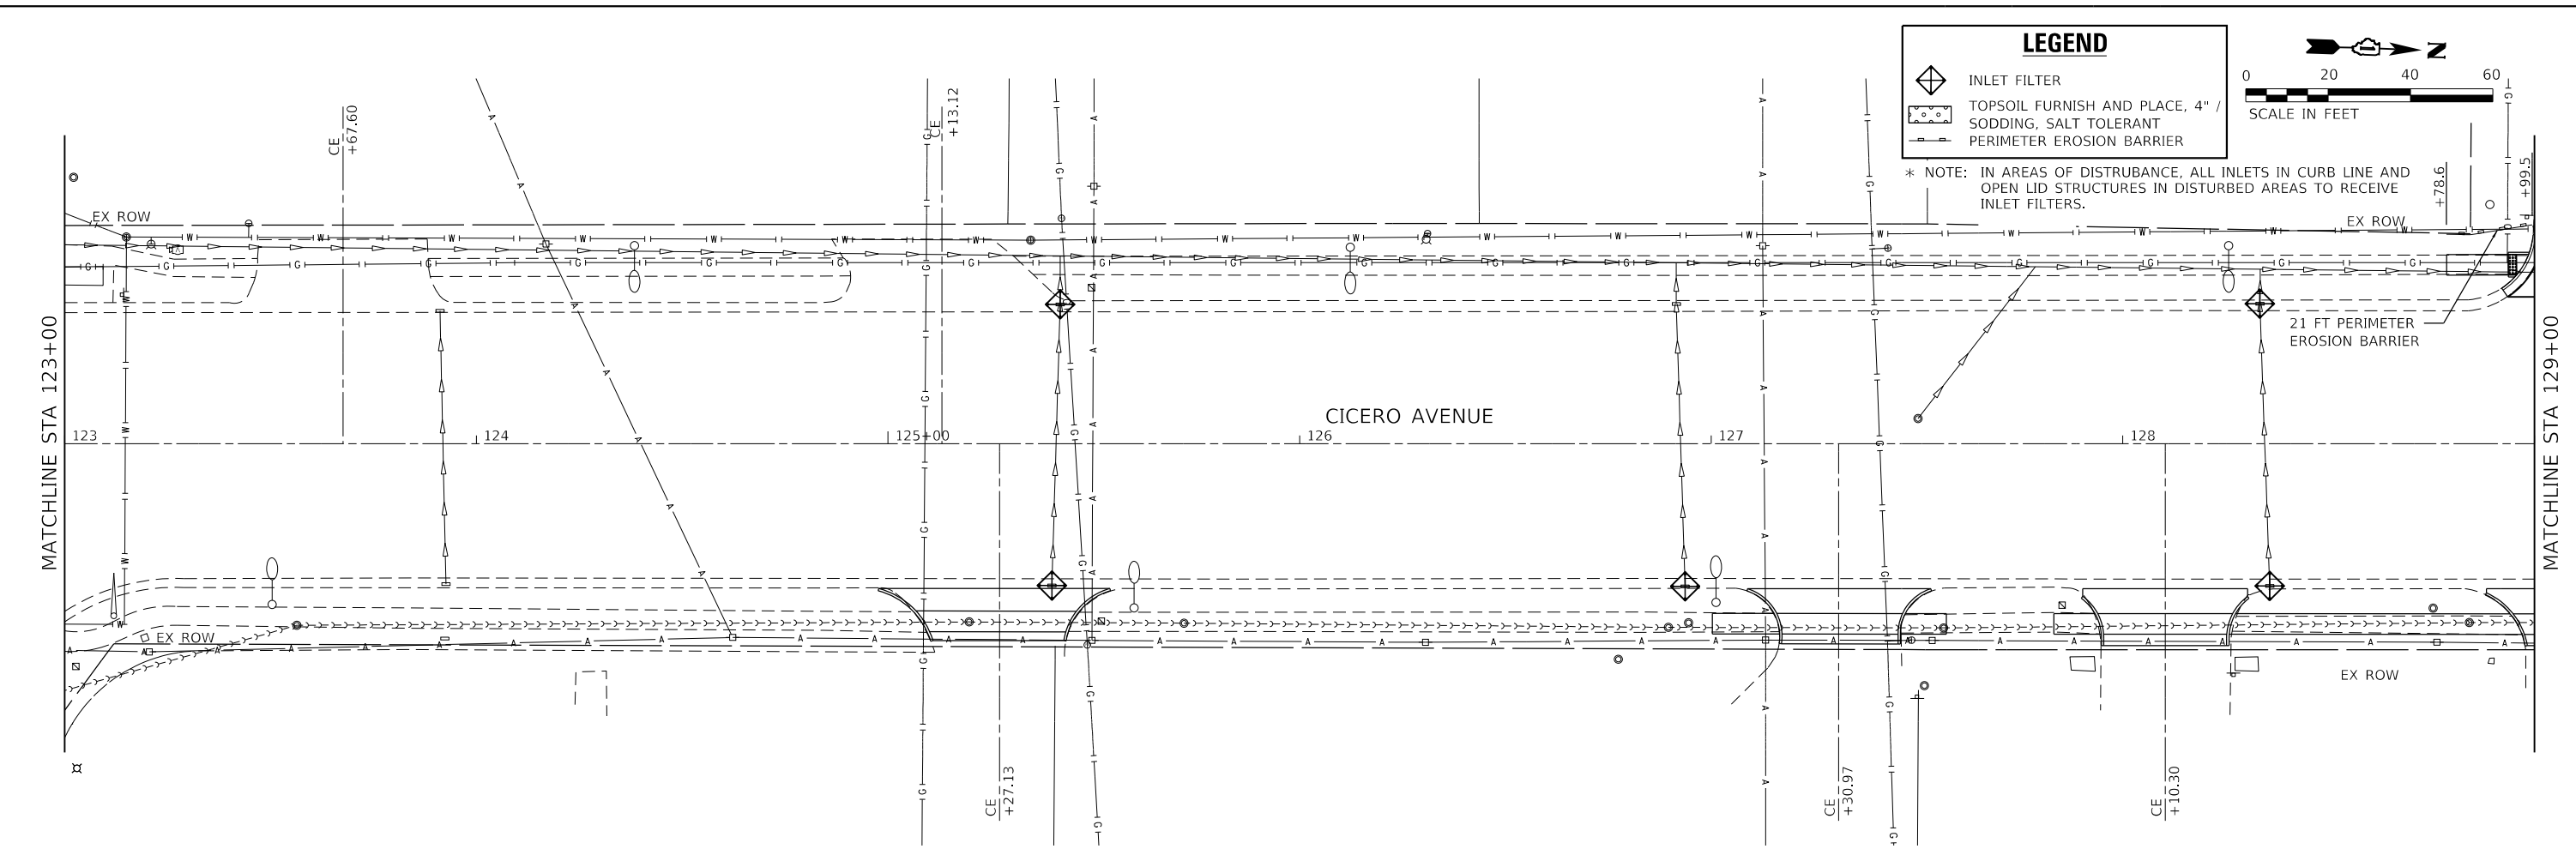 LEGEND
INLET FILTER
TOPSOIL FURNISH AND PLACE, 4" /
SODDING, SALT TOLERANT
PERIMETER EROSION BARRIER
N
0 20 40 60
SCALE IN FEET
* NOTE: IN AREAS OF DISTRUBANCE, ALL INLETS IN CURB LINE AND
OPEN LID STRUCTURES IN DISTURBED AREAS TO RECEIVE
INLET FILTERS.
CE
+67.60
CE
+13.12
+78.6
+99.5
EX ROW
EX ROW
21 FT PERIMETER
EROSION BARRIER
MATCHLINE STA 123+00
CICERO AVENUE
MATCHLINE STA 129+00
123 124 125+00 126 127 128
EX ROW
EX ROW
CE
+27.13
CE
+30.97
CE
+10.30